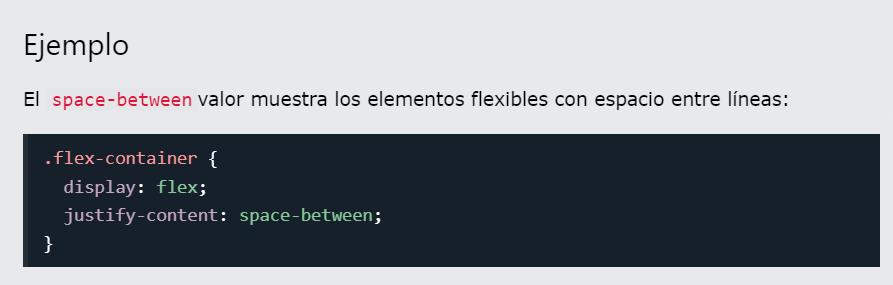 Ejemplo
El space-between valor muestra los elementos flexibles con espacio entre líneas:
.flex-container {
  display: flex;
  justify-content: space-between;
}